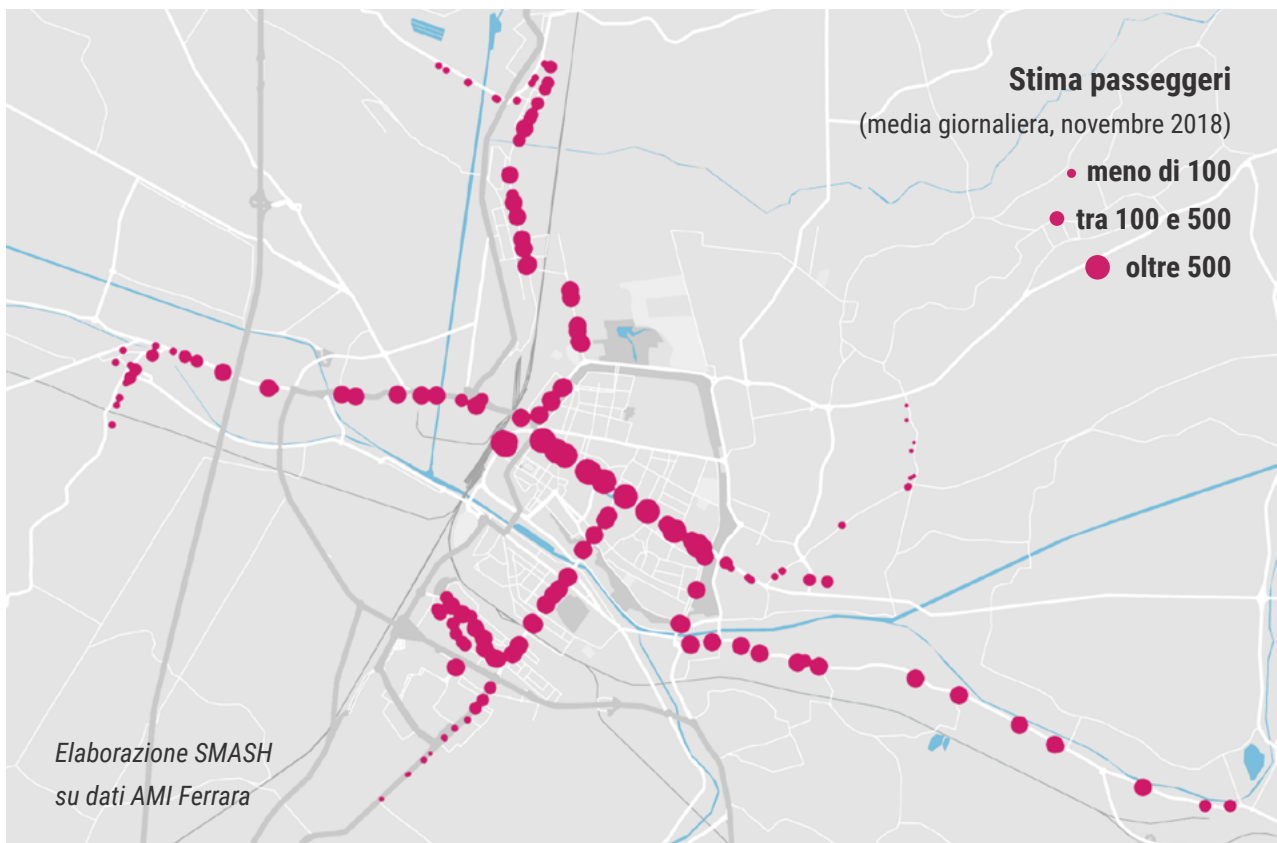 Stima passeggeri
(media giornaliera, novembre 2018)
meno di 100
tra 100 e 500
oltre 500
Elaborazione SMASH
su dati AMI Ferrara